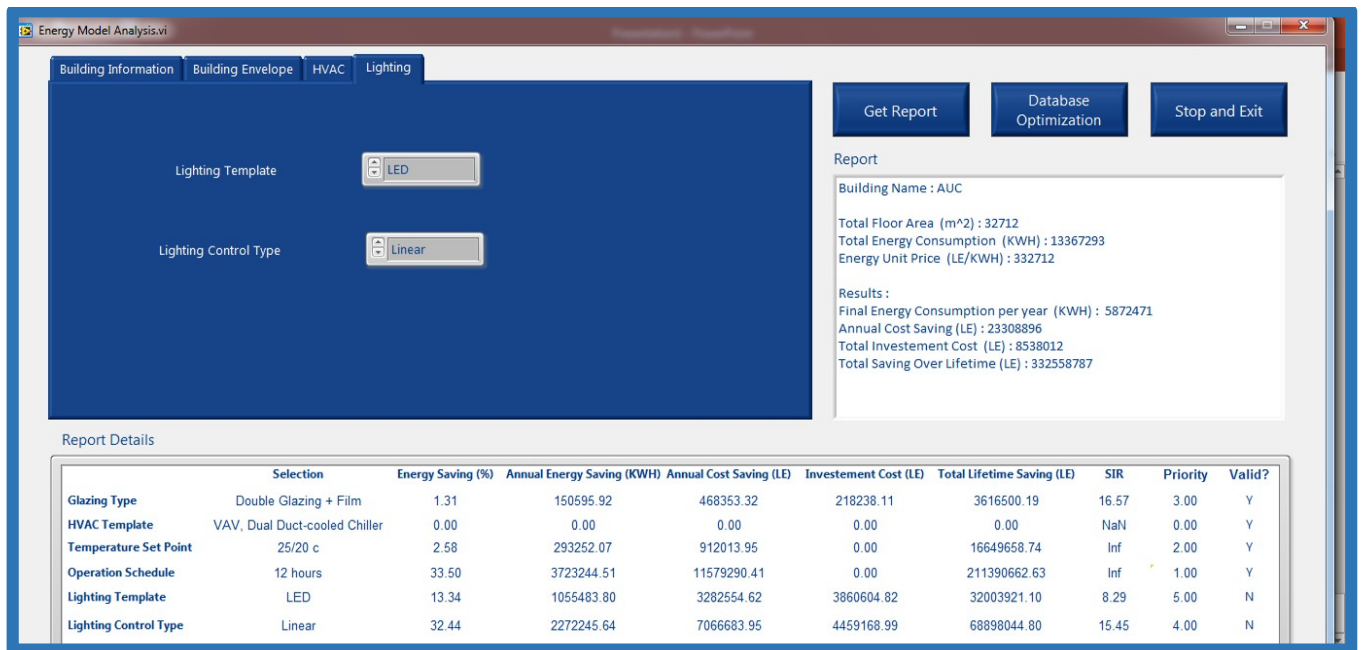 Energy Model Analysis.vi
Presentation1 - PowerPoint
Building Information Building Envelope HVAC Lighting
Lighting Template LED
Lighting Control Type Linear
Get Report Database Optimization Stop and Exit
Report
Building Name : AUC
Total Floor Area (m^2) : 32712
Total Energy Consumption (KWH) : 13367293
Energy Unit Price (LE/KWH) : 332712
Results :
Final Energy Consumption per year (KWH) : 5872471
Annual Cost Saving (LE) : 23308896
Total Investement Cost (LE) : 8538012
Total Saving Over Lifetime (LE) : 332558787
Report Details
Selection Energy Saving (%) Annual Energy Saving (KWH) Annual Cost Saving (LE) Investement Cost (LE) Total Lifetime Saving (LE) SIR Priority Valid?
Glazing Type Double Glazing + Film 1.31 150595.92 468353.32 218238.11 3616500.19 16.57 3.00 Y
HVAC Template VAV, Dual Duct-cooled Chiller 0.00 0.00 0.00 0.00 0.00 NaN 0.00 Y
Temperature Set Point 25/20 c 2.58 293252.07 912013.95 0.00 16649658.74 Inf 2.00 Y
Operation Schedule 12 hours 33.50 3723244.51 11579290.41 0.00 211390662.63 Inf 1.00 Y
Lighting Template LED 13.34 1055483.80 3282554.62 3860604.82 32003921.10 8.29 5.00 N
Lighting Control Type Linear 32.44 2272245.64 7066683.95 4459168.99 68898044.80 15.45 4.00 N